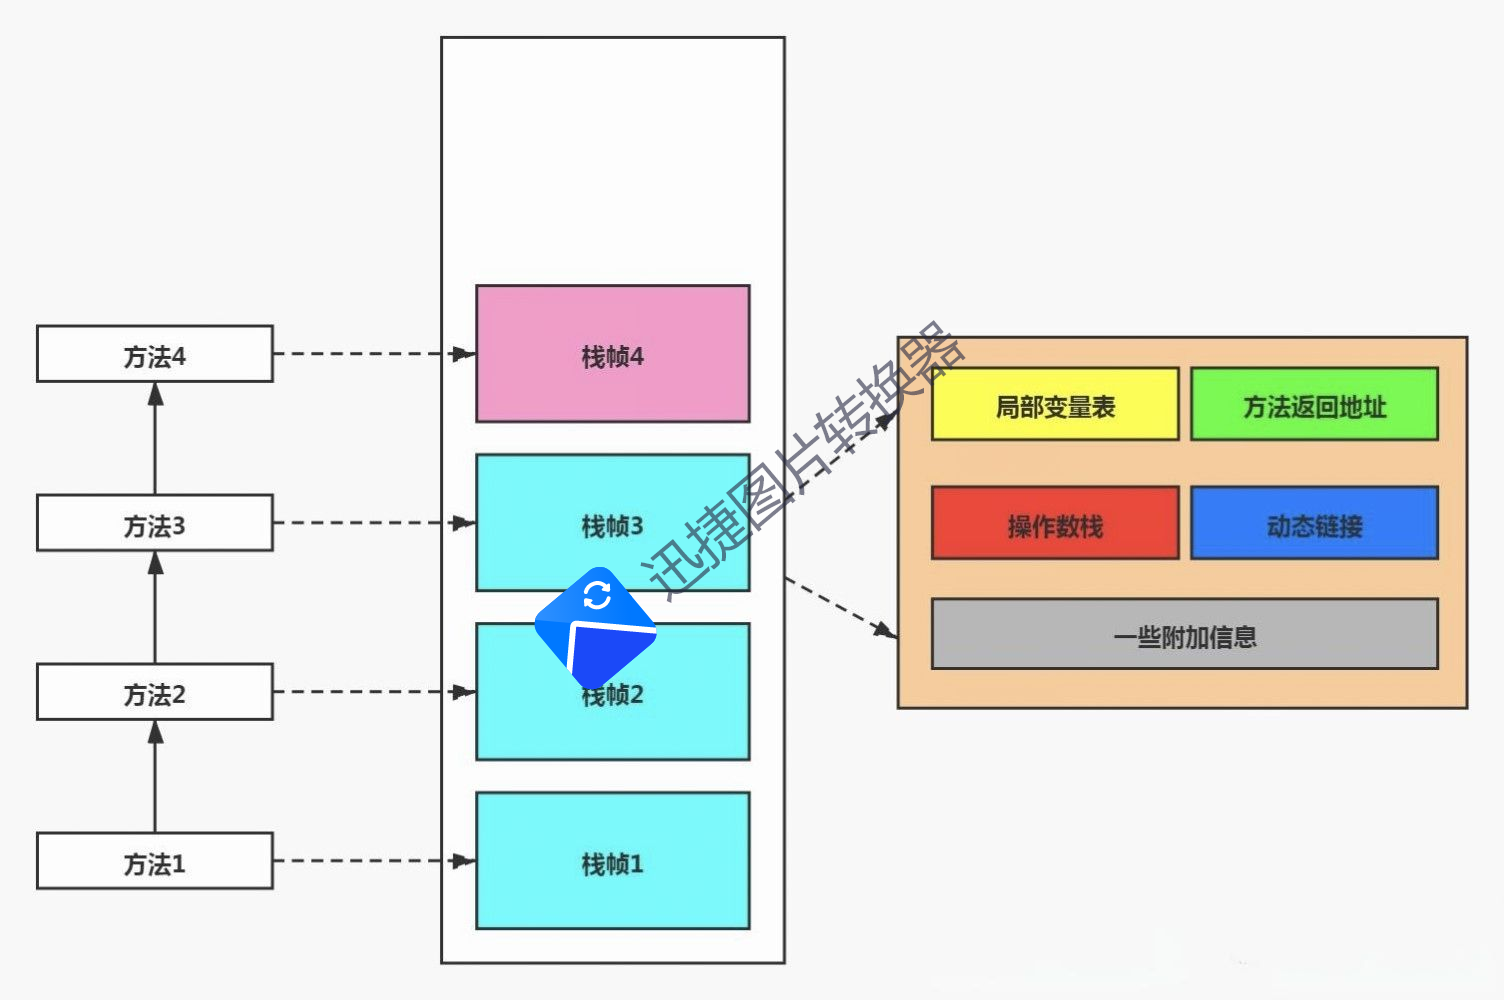 方法4
栈帧4
方法3
栈帧3
方法2
栈帧2
方法1
栈帧1
局部变量表
方法返回地址
操作数栈
动态链接
一些附加信息
迅捷图片转换器